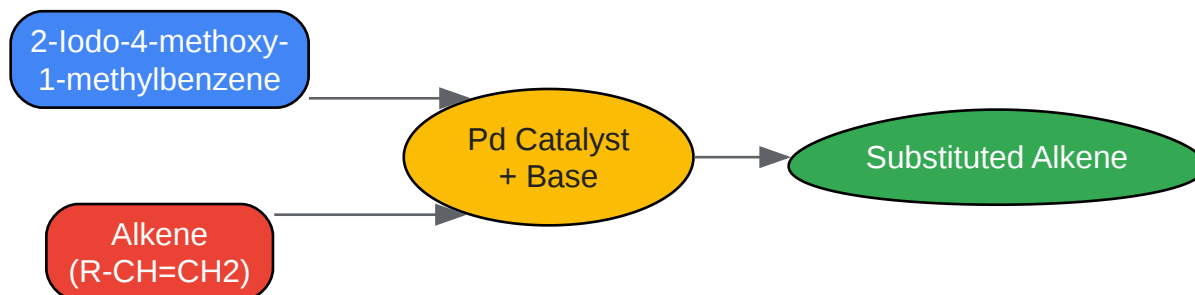 2-Iodo-4-methoxy-
1-methylbenzene
Pd Catalyst
+ Base
Substituted Alkene
Alkene
(R-CH=CH2)